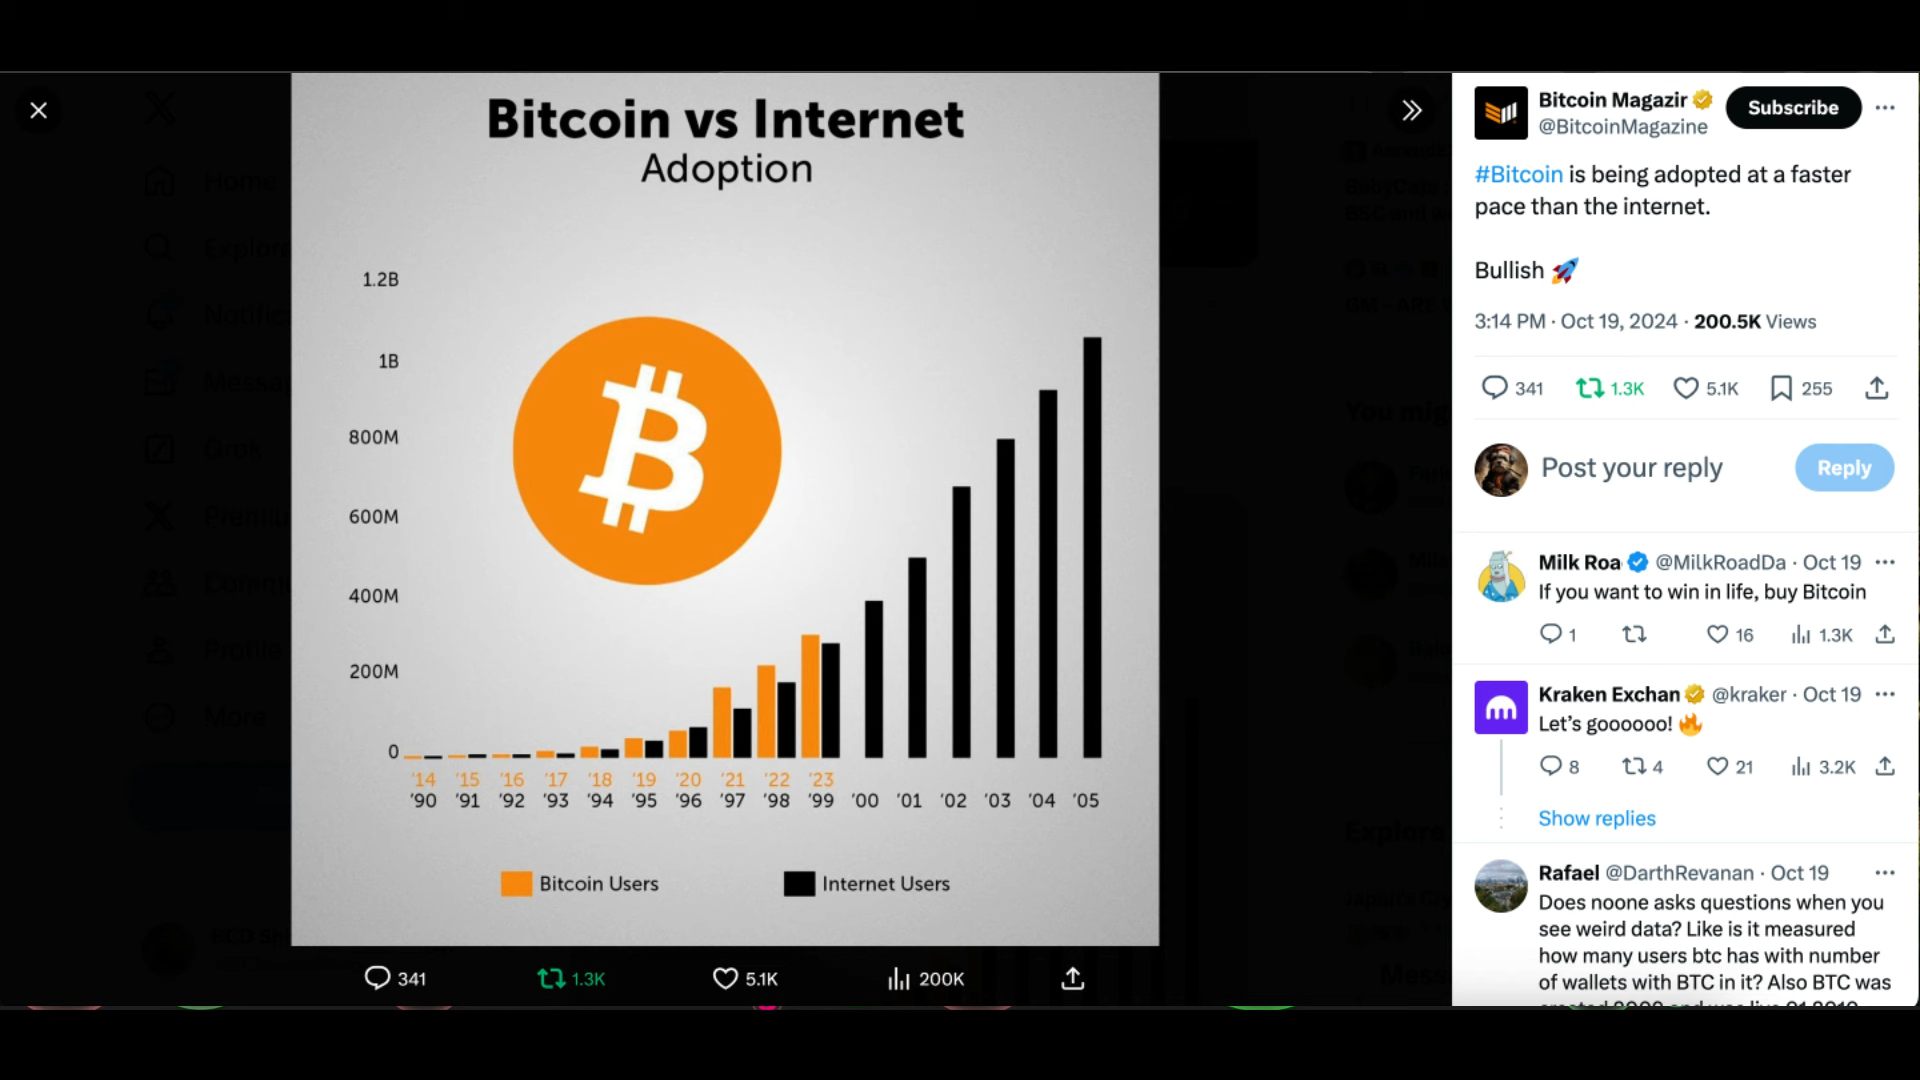 Bitcoin vs Internet
Adoption
1.2B
1B
800M
600M
400M
200M
0
'14 '15 '16 '17 '18 '19 '20 '21 '22 '23
'90 '91 '92 '93 '94 '95 '96 '97 '98 '99 '00 '01 '02 '03 '04 '05
Bitcoin Users Internet Users
341 1.3K 5.1K 200K
Home
Grok
Profile
More
Bitcoin Magazir Subscribe
@BitcoinMagazine
#Bitcoin is being adopted at a faster
pace than the internet.
Bullish
3:14 PM · Oct 19, 2024 · 200.5K Views
341 1.3K 5.1K 255
Post your reply Reply
Milk Roa @MilkRoadDa · Oct 19
If you want to win in life, buy Bitcoin
1 16 1.3K
Kraken Exchan @kraker · Oct 19
Let's goooooo!
8 4 21 3.2K
Show replies
Rafael @DarthRevanan · Oct 19
Does noone asks questions when you
see weird data? Like is it measured
how many users btc has with number
of wallets with BTC in it? Also BTC was